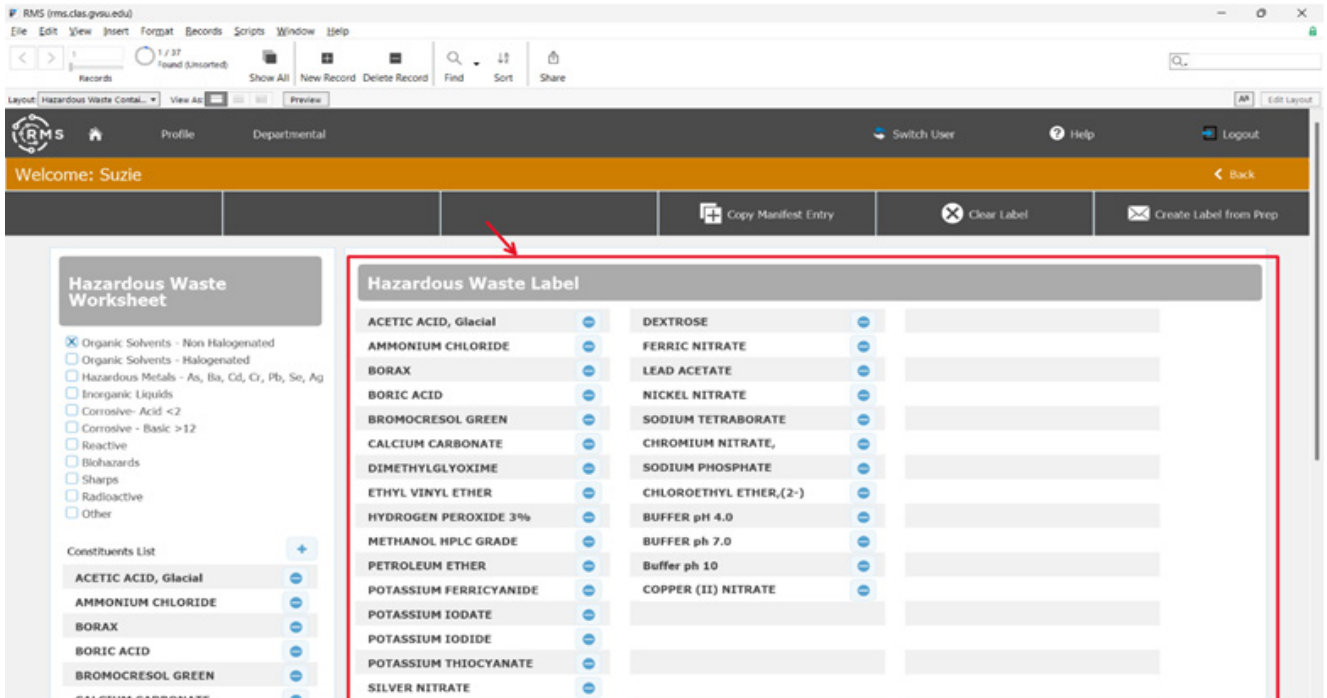 RMS (rms.clas.gvsu.edu)
File Edit View Insert Format Records Scripts Window Help
1
1 / 37
Found (Unsorted)
Records
Show All New Record Delete Record Find Sort Share
Layout: Hazardous Waste Contai... View As: Preview Aa Edit Layout
RMS Profile Departmental Switch User Help Logout
Welcome: Suzie Back
Copy Manifest Entry Clear Label Create Label from Prep
Hazardous Waste
Worksheet
Organic Solvents - Non Halogenated
Organic Solvents - Halogenated
Hazardous Metals - As, Ba, Cd, Cr, Pb, Se, Ag
Inorganic Liquids
Corrosive- Acid <2
Corrosive - Basic >12
Reactive
Biohazards
Sharps
Radioactive
Other
Constituents List
ACETIC ACID, Glacial
AMMONIUM CHLORIDE
BORAX
BORIC ACID
BROMOCRESOL GREEN
CALCIUM CARBONATE
Hazardous Waste Label
ACETIC ACID, Glacial
AMMONIUM CHLORIDE
BORAX
BORIC ACID
BROMOCRESOL GREEN
CALCIUM CARBONATE
DIMETHYLGLYOXIME
ETHYL VINYL ETHER
HYDROGEN PEROXIDE 3%
METHANOL HPLC GRADE
PETROLEUM ETHER
POTASSIUM FERRICYANIDE
POTASSIUM IODATE
POTASSIUM IODIDE
POTASSIUM THIOCYANATE
SILVER NITRATE
DEXTROSE
FERRIC NITRATE
LEAD ACETATE
NICKEL NITRATE
SODIUM TETRABORATE
CHROMIUM NITRATE,
SODIUM PHOSPHATE
CHLOROETHYL ETHER,(2-)
BUFFER pH 4.0
BUFFER ph 7.0
Buffer ph 10
COPPER (II) NITRATE